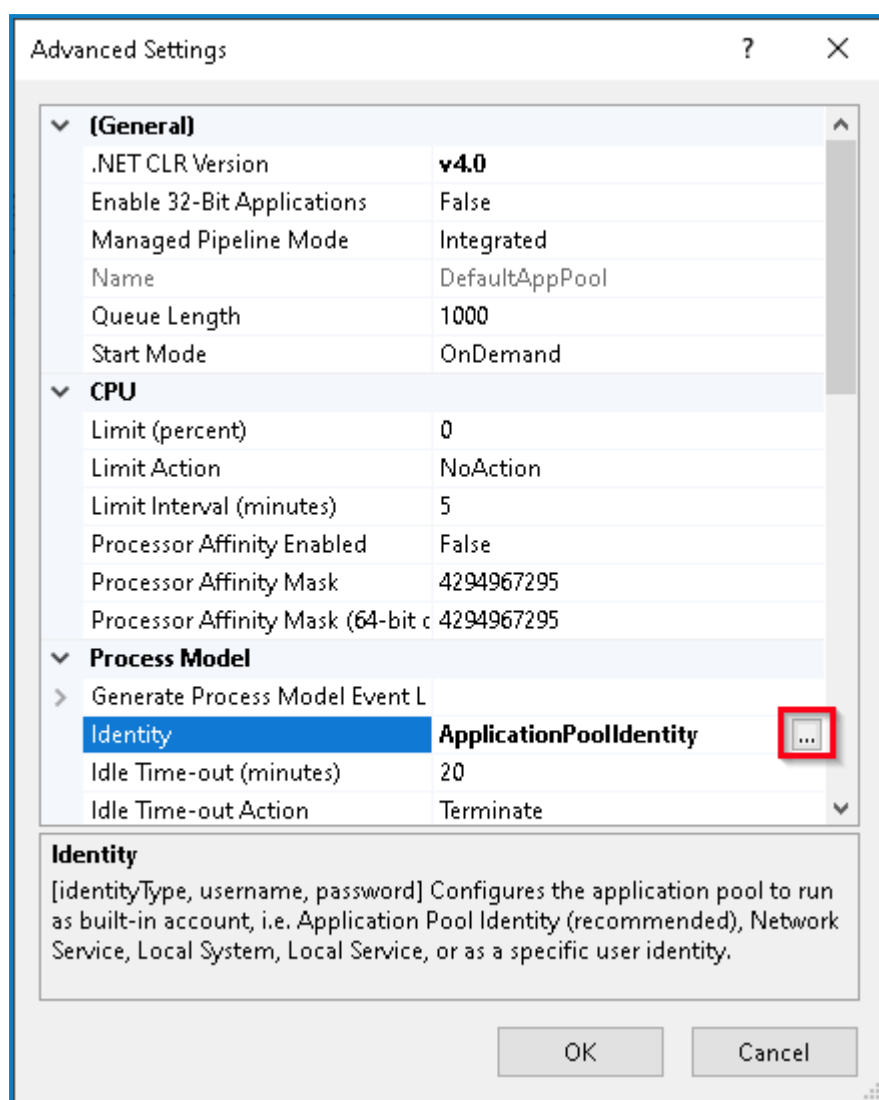 Advanced Settings ?
(General)
.NET CLR Version v4.0
Enable 32-Bit Applications False
Managed Pipeline Mode Integrated
Name DefaultAppPool
Queue Length 1000
Start Mode OnDemand
CPU
Limit (percent) 0
Limit Action NoAction
Limit Interval (minutes) 5
Processor Affinity Enabled False
Processor Affinity Mask 4294967295
Processor Affinity Mask (64-bit c 4294967295
Process Model
Generate Process Model Event L
Identity ApplicationPoolIdentity ...
Idle Time-out (minutes) 20
Idle Time-out Action Terminate
Identity
[identityType, username, password] Configures the application pool to run
as built-in account, i.e. Application Pool Identity (recommended), Network
Service, Local System, Local Service, or as a specific user identity.
OK Cancel